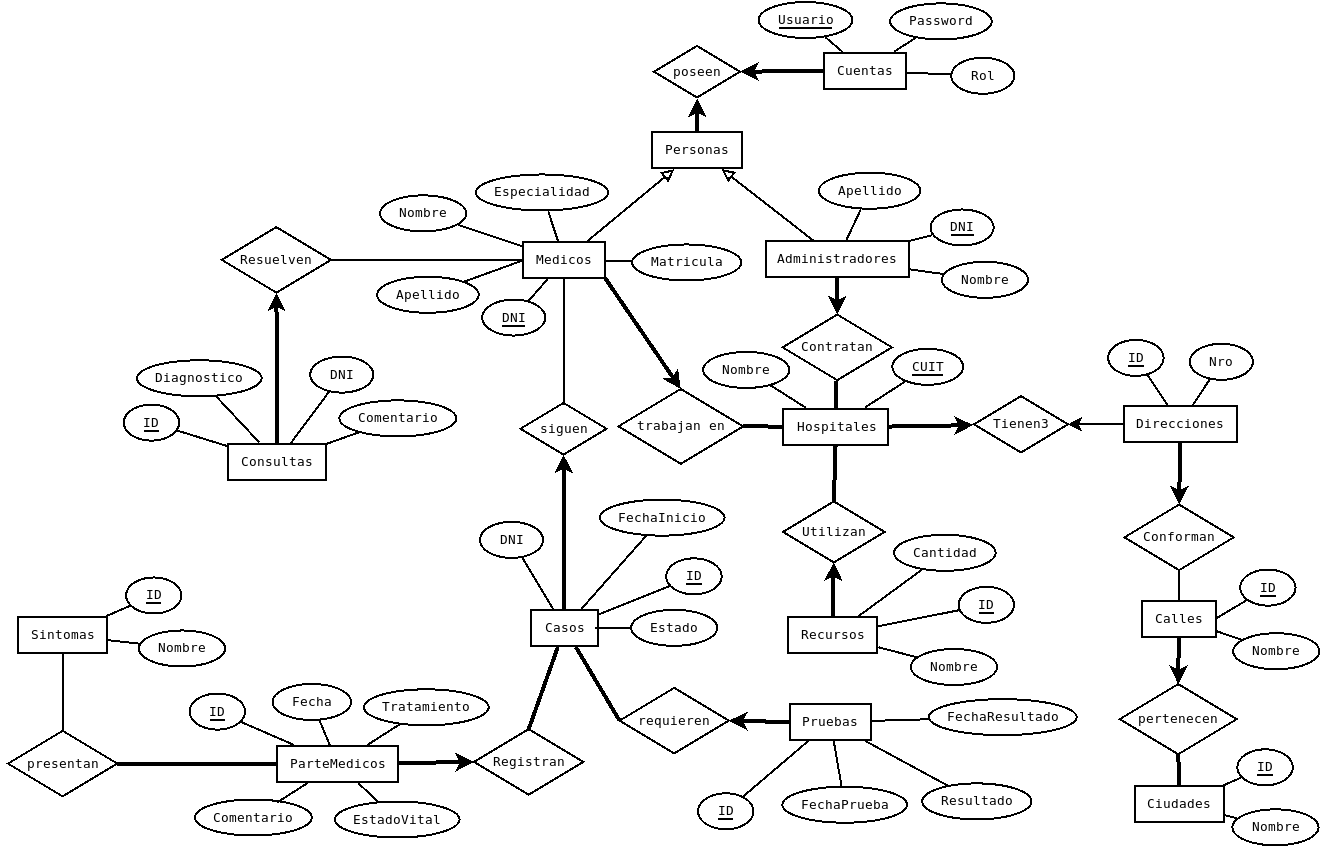 Usuario
Password
poseen
Cuentas
Rol
Personas
Especialidad
Apellido
Nombre
DNI
Resuelven
Medicos
Matricula
Administradores
Nombre
Apellido
DNI
Contratan
Diagnostico
DNI
Nombre
CUIT
ID
Nro
Comentario
ID
siguen
trabajan en
Hospitales
Tienen3
Direcciones
Consultas
FechaInicio
DNI
Utilizan
Conforman
Cantidad
ID
ID
ID
ID
Sintomas
Nombre
Casos
Estado
Recursos
Nombre
Calles
Nombre
ID
Fecha
Tratamiento
requieren
Pruebas
FechaResultado
pertenecen
presentan
ParteMedicos
Registran
ID
Comentario
EstadoVital
ID
FechaPrueba
Resultado
Ciudades
Nombre